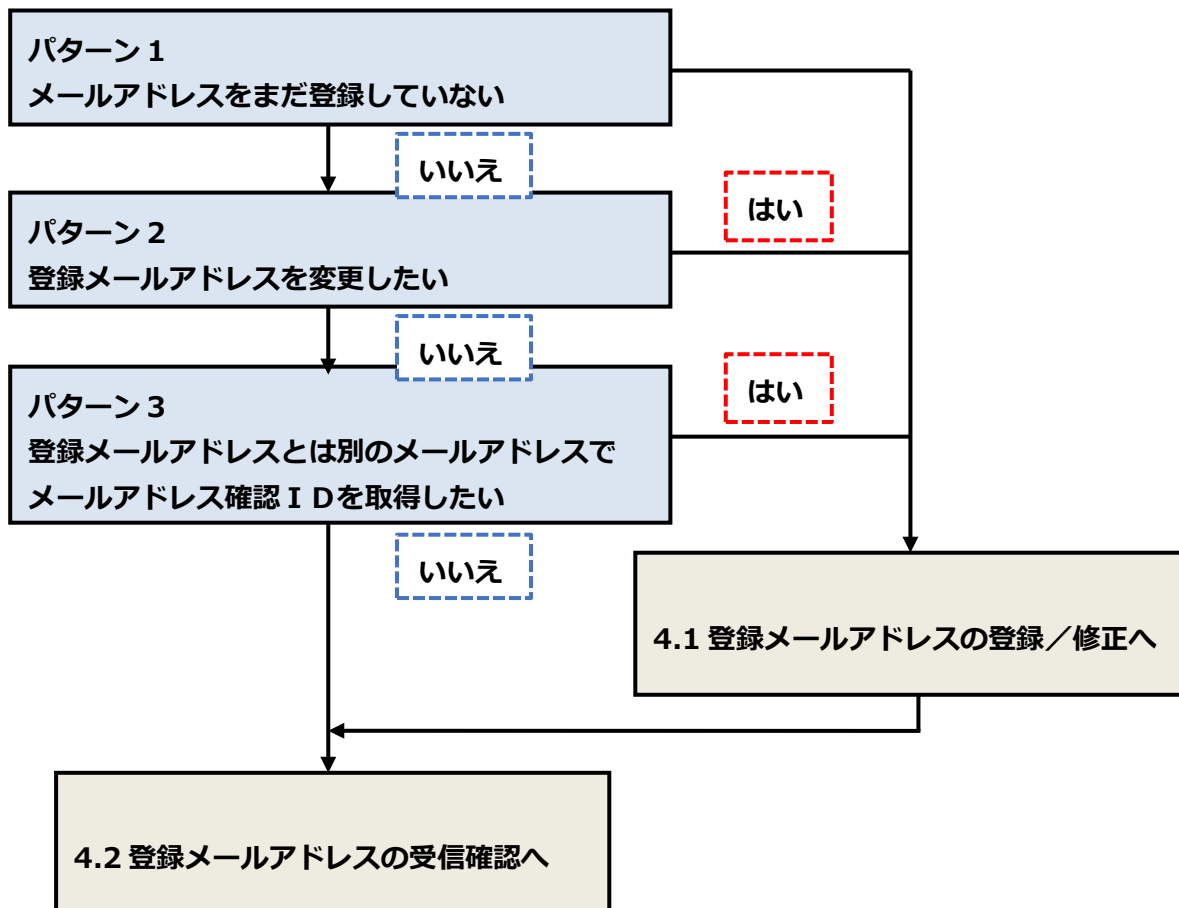 パターン１
メールアドレスをまだ登録していない
いいえ
はい
パターン２
登録メールアドレスを変更したい
いいえ
はい
パターン３
登録メールアドレスとは別のメールアドレスで
メールアドレス確認ＩＤを取得したい
いいえ
4.1 登録メールアドレスの登録／修正へ
4.2 登録メールアドレスの受信確認へ